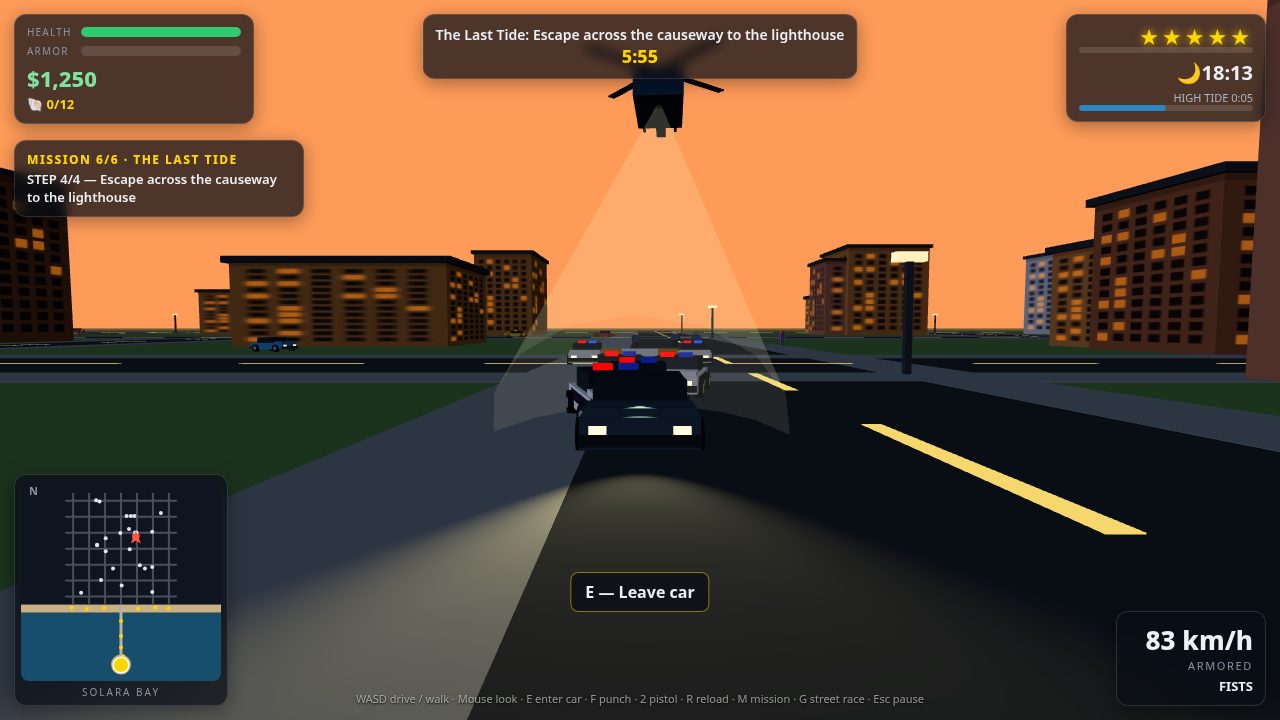 HEALTH
ARMOR
$1,250
0/12
The Last Tide: Escape across the causeway to the lighthouse
5:55
★★★★★
18:13
HIGH TIDE 0:05
MISSION 6/6 · THE LAST TIDE
STEP 4/4 — Escape across the causeway
to the lighthouse
N
SOLARA BAY
E — Leave car
83 km/h
ARMORED
FISTS
WASD drive / walk · Mouse look · E enter car · F punch · 2 pistol · R reload · M mission · G street race · Esc pause